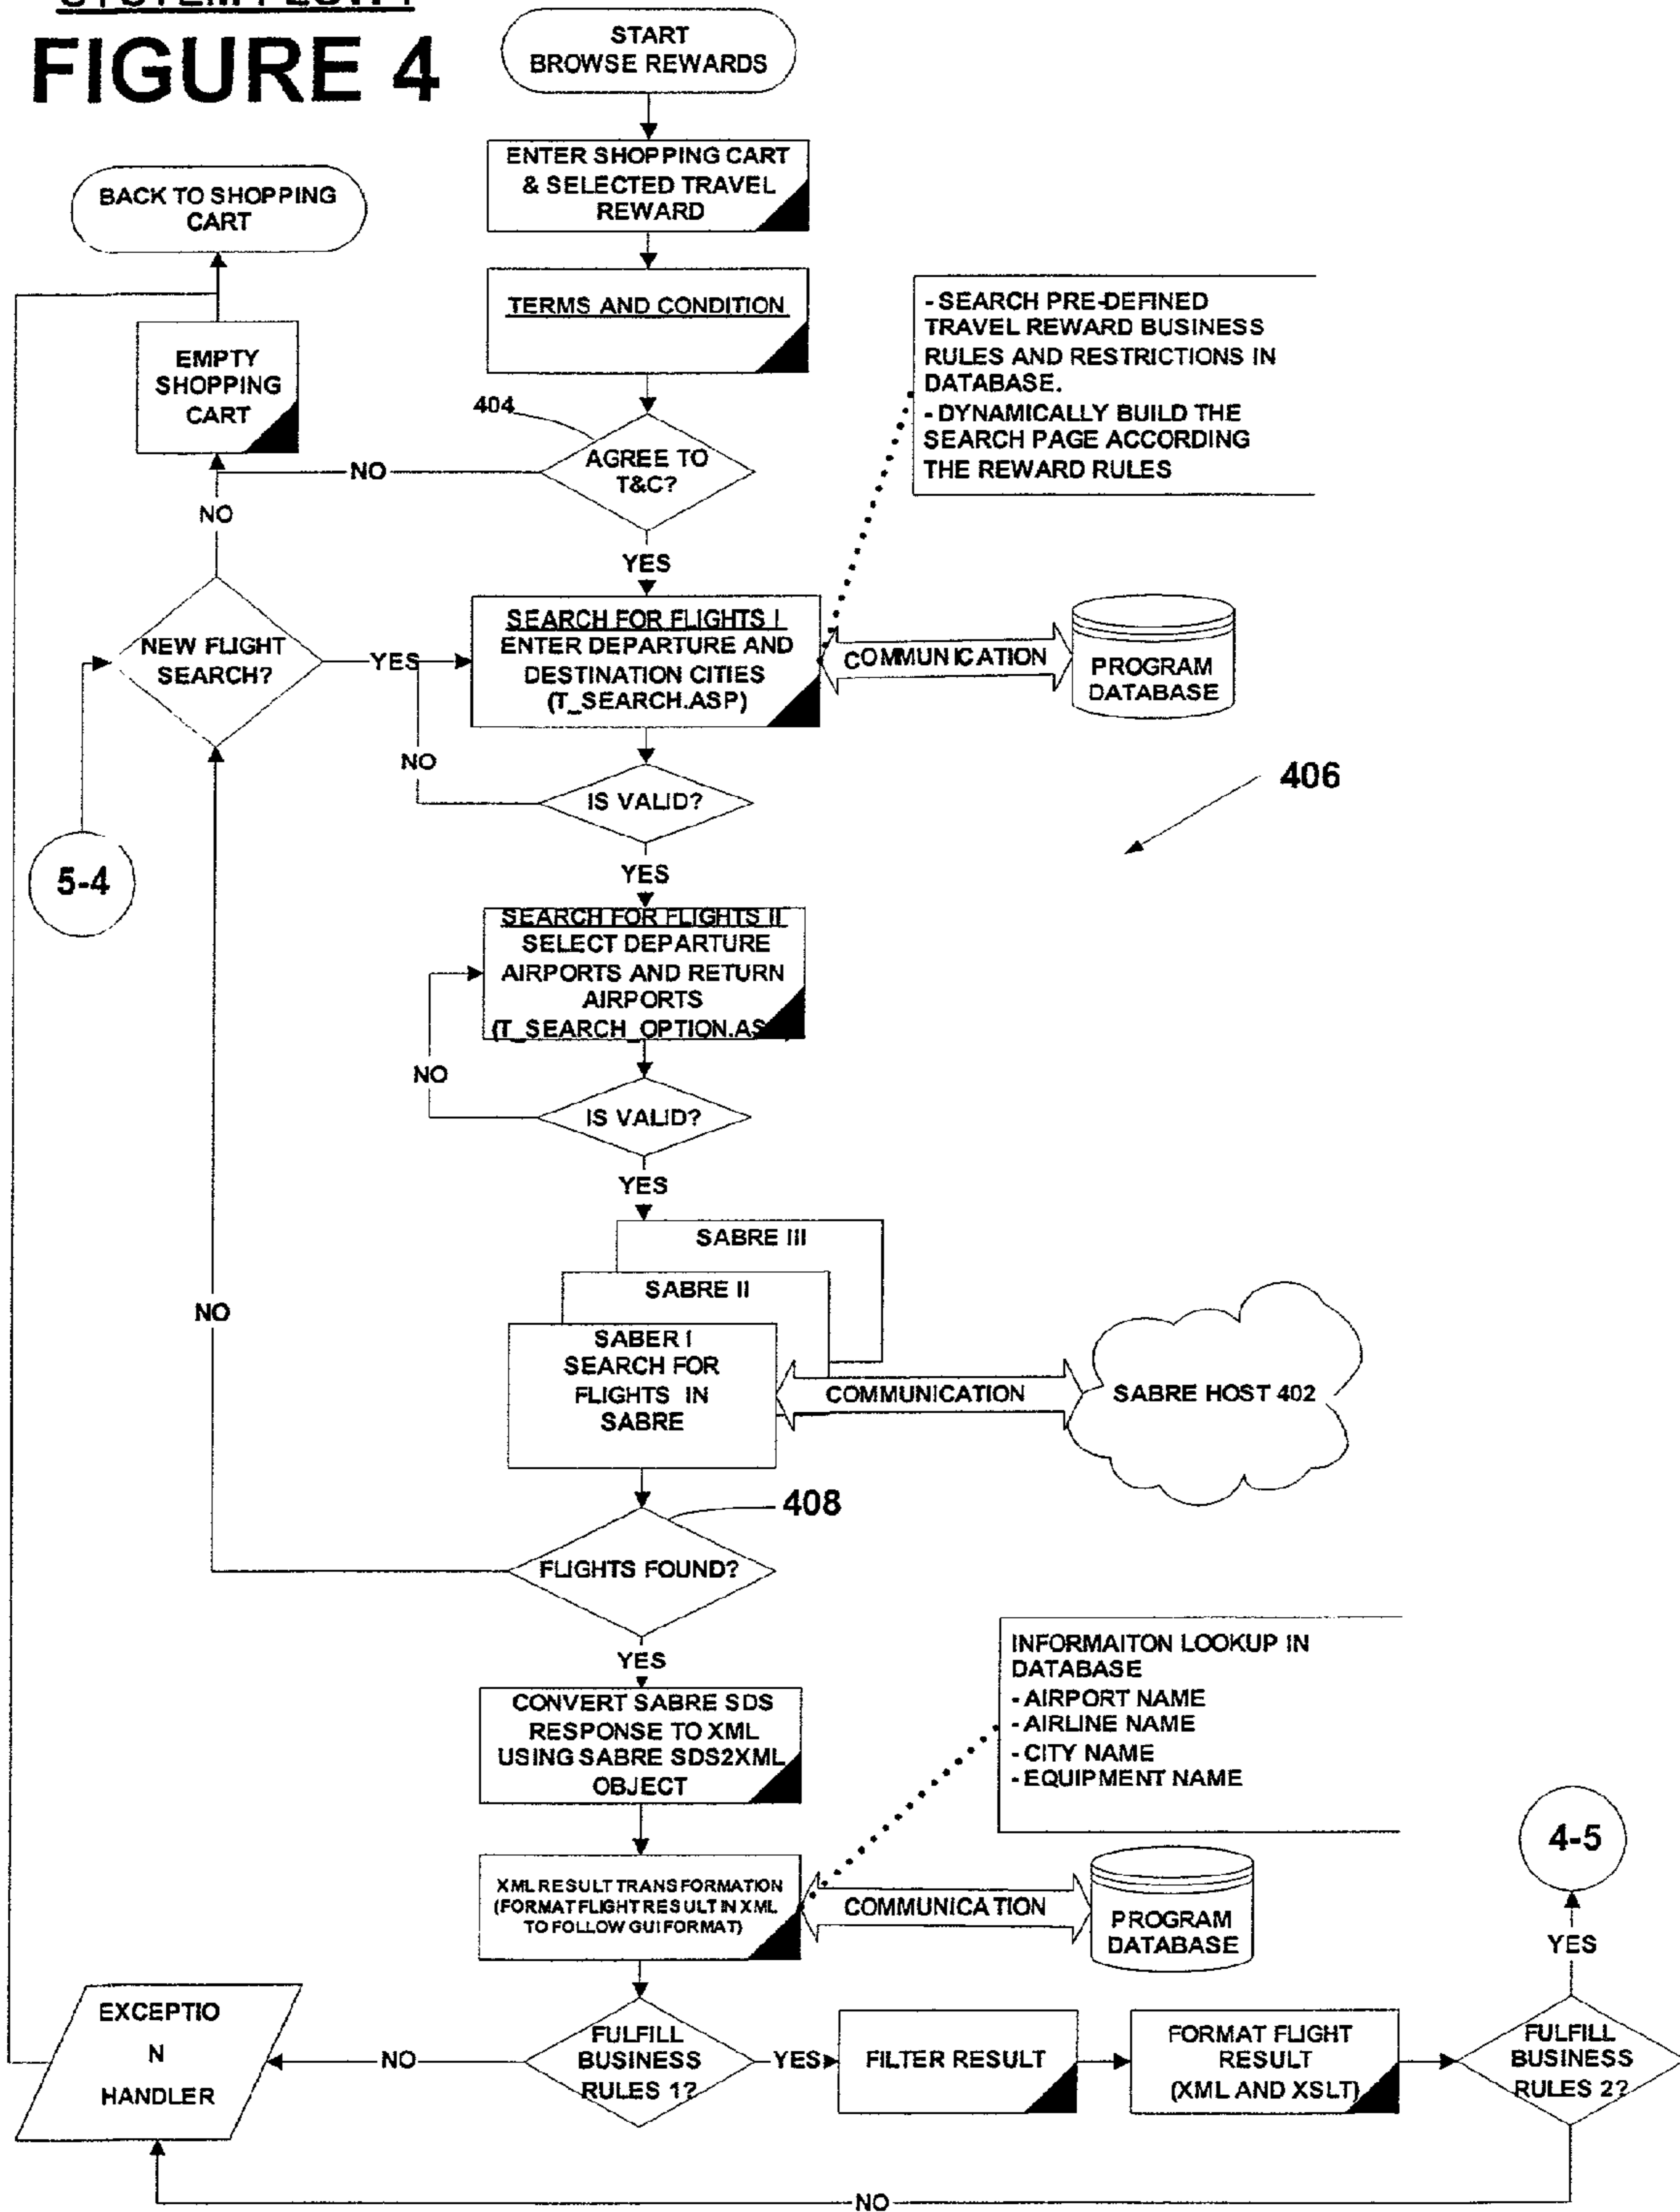 FIGURE 4
START
BROWSE REWARDS
ENTER SHOPPING CART
& SELECTED TRAVEL
REWARD
BACK TO SHOPPING
CART
TERMS AND CONDITION
- SEARCH PRE-DEFINED
TRAVEL REWARD BUSINESS
RULES AND RESTRICTIONS IN
DATABASE.
- DYNAMICALLY BUILD THE
SEARCH PAGE ACCORDING
THE REWARD RULES
EMPTY
SHOPPING
CART
404
AGREE TO
T&C?
NO
NO
YES
NEW FLIGHT
SEARCH?
YES
SEARCH FOR FLIGHTS I
ENTER DEPARTURE AND
DESTINATION CITIES
(T_SEARCH.ASP)
COMMUNICATION
PROGRAM
DATABASE
NO
IS VALID?
406
YES
5-4
SEARCH FOR FLIGHTS II
SELECT DEPARTURE
AIRPORTS AND RETURN
AIRPORTS
(T_SEARCH_OPTION.AS
NO
IS VALID?
YES
SABRE III
SABRE II
SABER I
SEARCH FOR
FLIGHTS IN
SABRE
COMMUNICATION
SABRE HOST 402
NO
408
FLIGHTS FOUND?
YES
CONVERT SABRE SDS
RESPONSE TO XML
USING SABRE SDS2XML
OBJECT
INFORMAITON LOOKUP IN
DATABASE
- AIRPORT NAME
- AIRLINE NAME
- CITY NAME
- EQUIPMENT NAME
4-5
XML RESULT TRANSFORMATION
(FORMAT FLIGHT RESULT IN XML
TO FOLLOW GUI FORMAT)
COMMUNICATION
PROGRAM
DATABASE
YES
EXCEPTIO
N
HANDLER
NO
FULFILL
BUSINESS
RULES 1?
YES
FILTER RESULT
FORMAT FLIGHT
RESULT
(XML AND XSLT)
FULFILL
BUSINESS
RULES 2?
NO